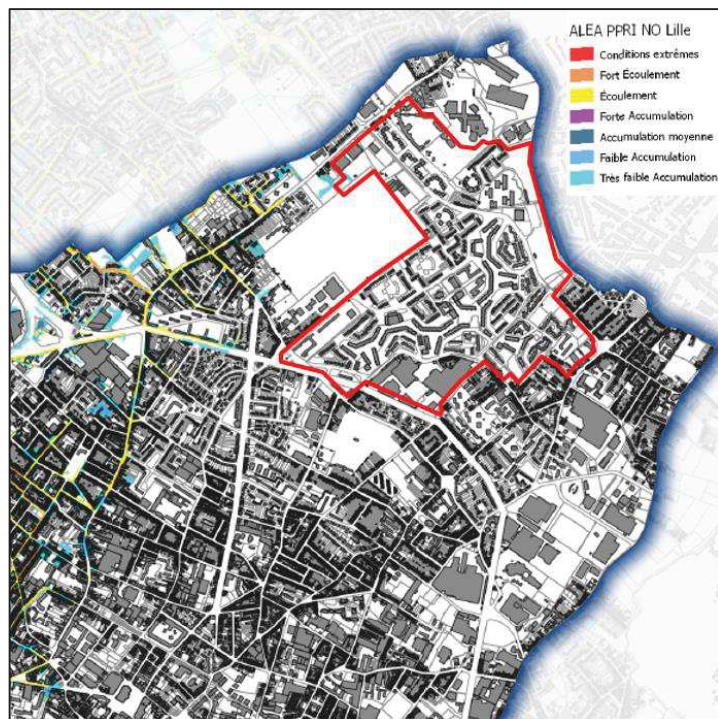 ALEA PPRI NO Lille
Conditions extrêmes
Fort Écoulement
Écoulement
Forte Accumulation
Accumulation moyenne
Faible Accumulation
Très faible Accumulation